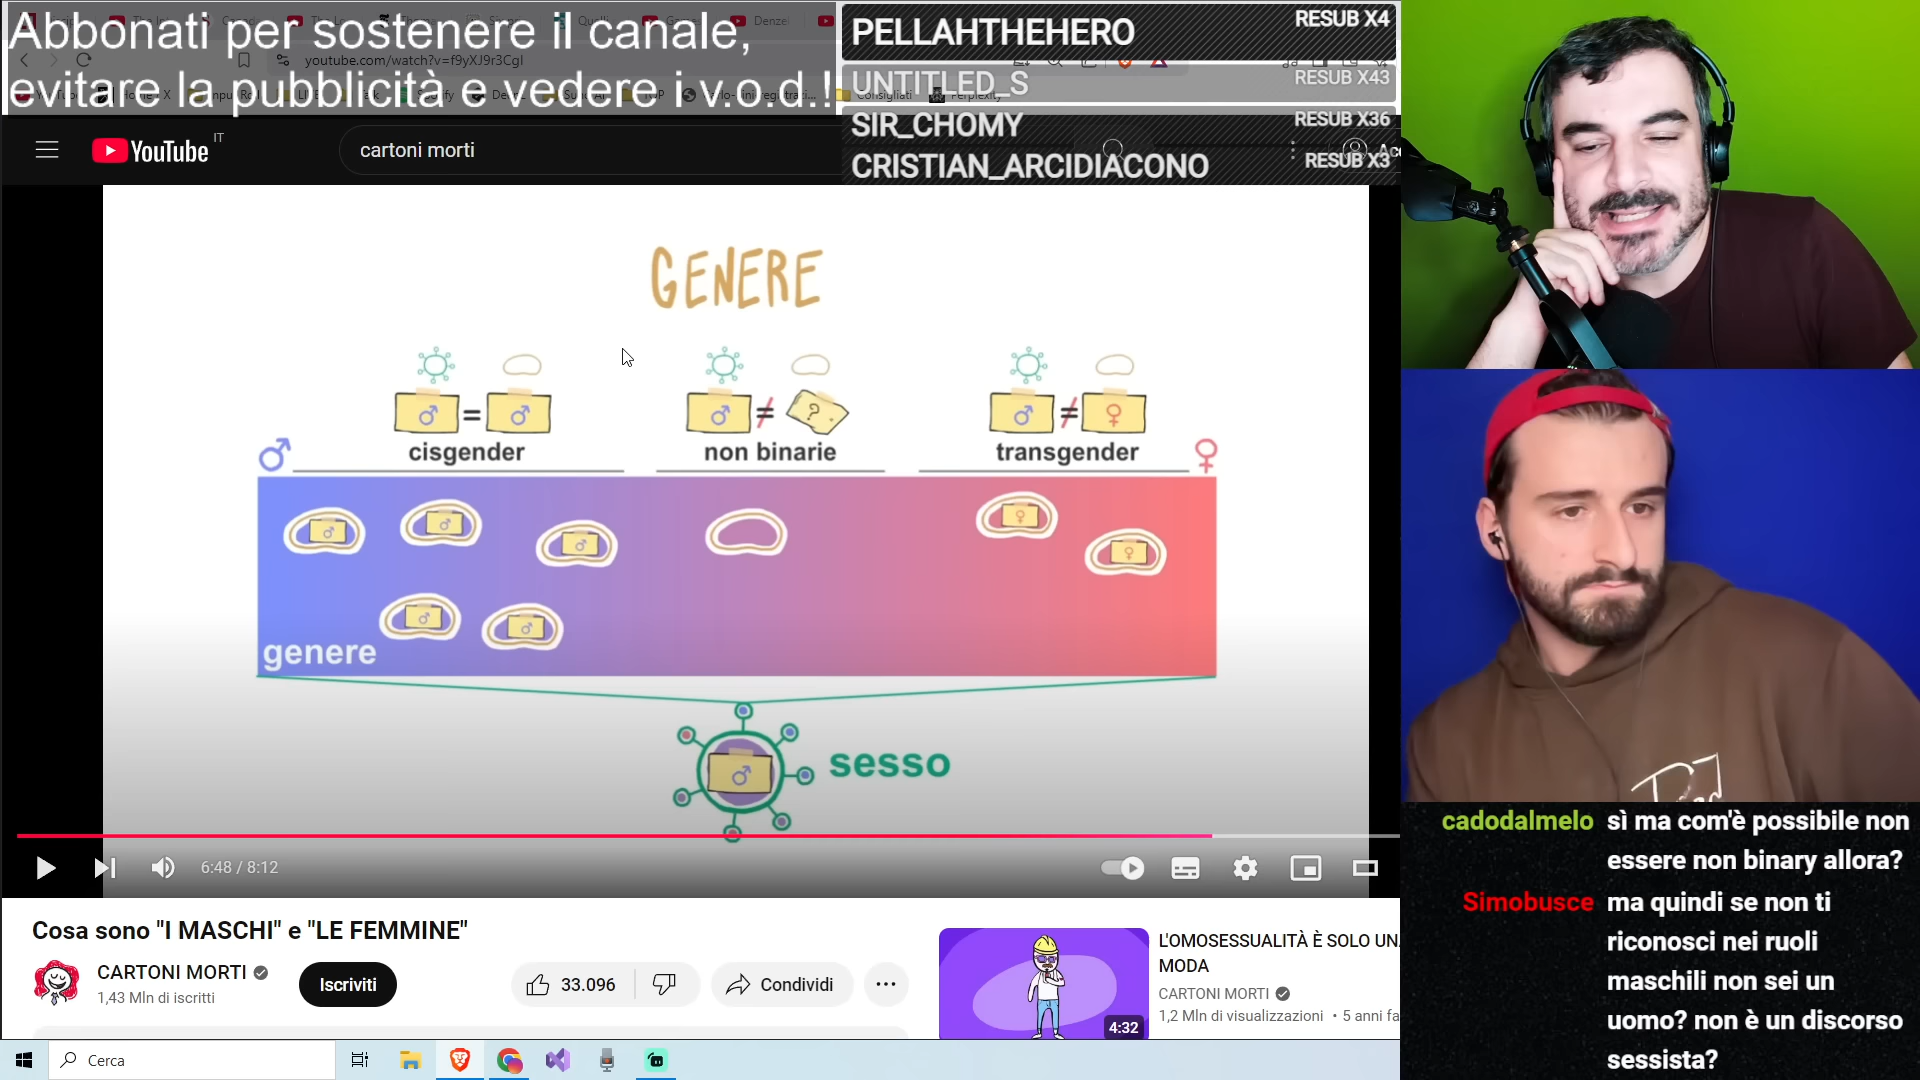 Abbonati per sostenere il canale,
evitare la pubblicità e vedere i v.o.d.!
youtube.com/watch?v=f9yXJ9r3CgI
PELLAHTHEHERO RESUB X4
UNTITLED_S RESUB X43
SIR_CHOMY RESUB X36
CRISTIAN_ARCIDIACONO RESUB X3
YouTube IT
cartoni morti
GENERE
♂ = ♂
♂ ≠ ?
♂ ≠ ♀
cisgender
non binarie
transgender
genere
sesso
6:48 / 8:12
Cosa sono "I MASCHI" e "LE FEMMINE"
CARTONI MORTI
1,43 Mln di iscritti
Iscriviti
33.096
Condividi
L'OMOSESSUALITÀ È SOLO UN
MODA
CARTONI MORTI
1,2 Mln di visualizzazioni • 5 anni fa
4:32
Cerca
cadodalmelo sì ma com'è possibile non
essere non binary allora?
Simobusce ma quindi se non ti
riconosci nei ruoli
maschili non sei un
uomo? non è un discorso
sessista?